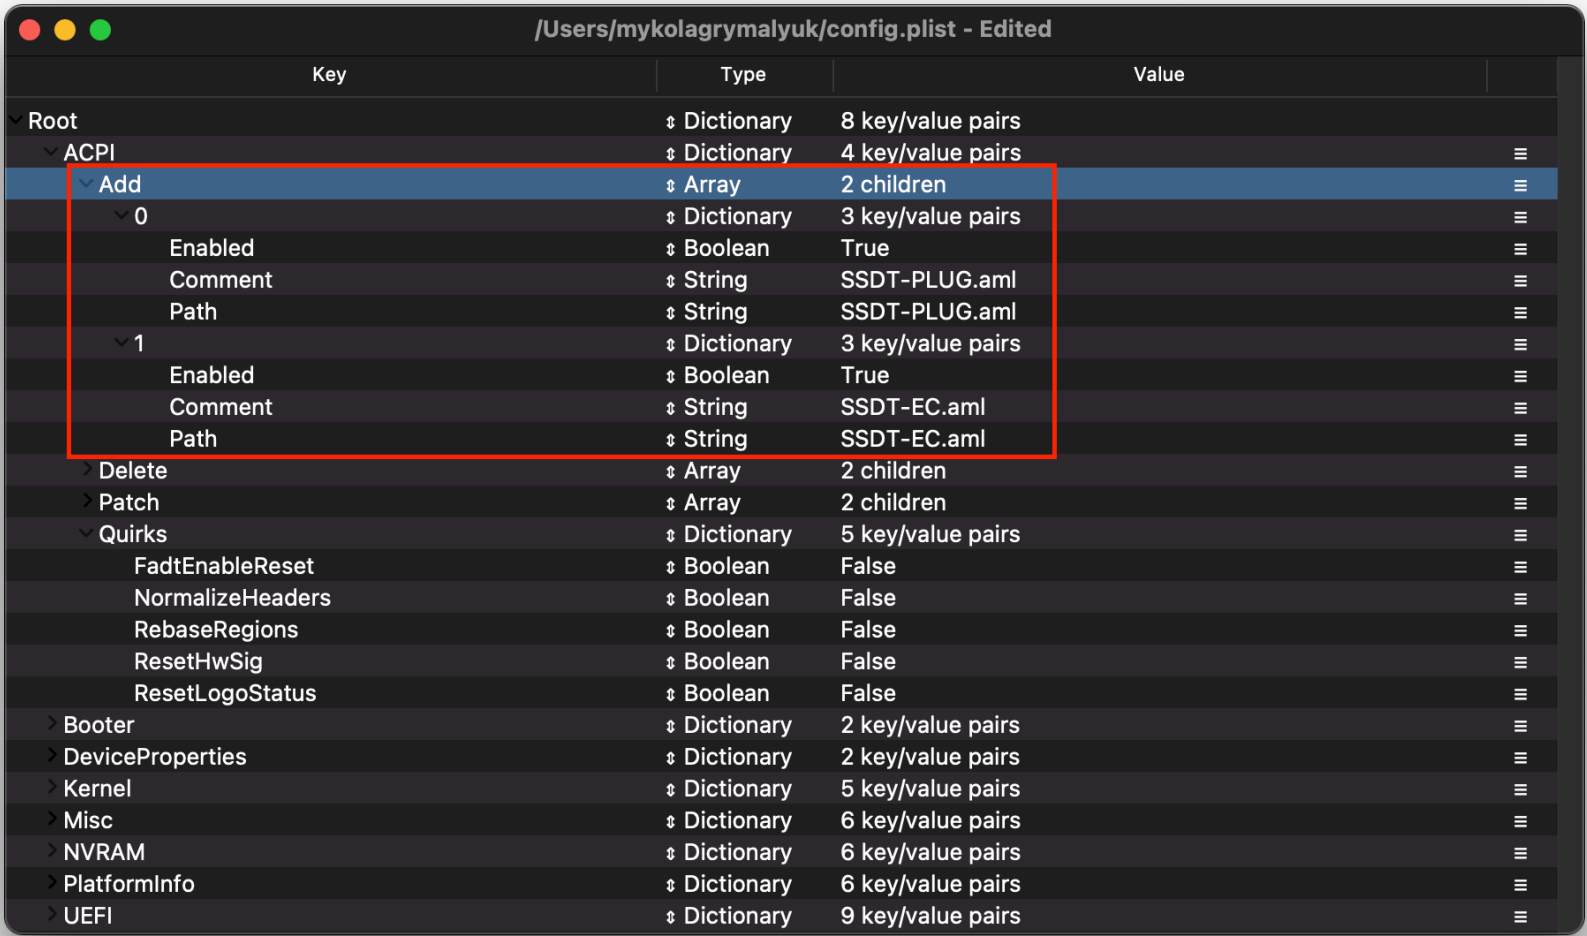 /Users/mykolagrymalyuk/config.plist - Edited
Key Type Value
Root Dictionary 8 key/value pairs
ACPI Dictionary 4 key/value pairs
Add Array 2 children
0 Dictionary 3 key/value pairs
Enabled Boolean True
Comment String SSDT-PLUG.aml
Path String SSDT-PLUG.aml
1 Dictionary 3 key/value pairs
Enabled Boolean True
Comment String SSDT-EC.aml
Path String SSDT-EC.aml
Delete Array 2 children
Patch Array 2 children
Quirks Dictionary 5 key/value pairs
FadtEnableReset Boolean False
NormalizeHeaders Boolean False
RebaseRegions Boolean False
ResetHwSig Boolean False
ResetLogoStatus Boolean False
Booter Dictionary 2 key/value pairs
DeviceProperties Dictionary 2 key/value pairs
Kernel Dictionary 5 key/value pairs
Misc Dictionary 6 key/value pairs
NVRAM Dictionary 6 key/value pairs
PlatformInfo Dictionary 6 key/value pairs
UEFI Dictionary 9 key/value pairs